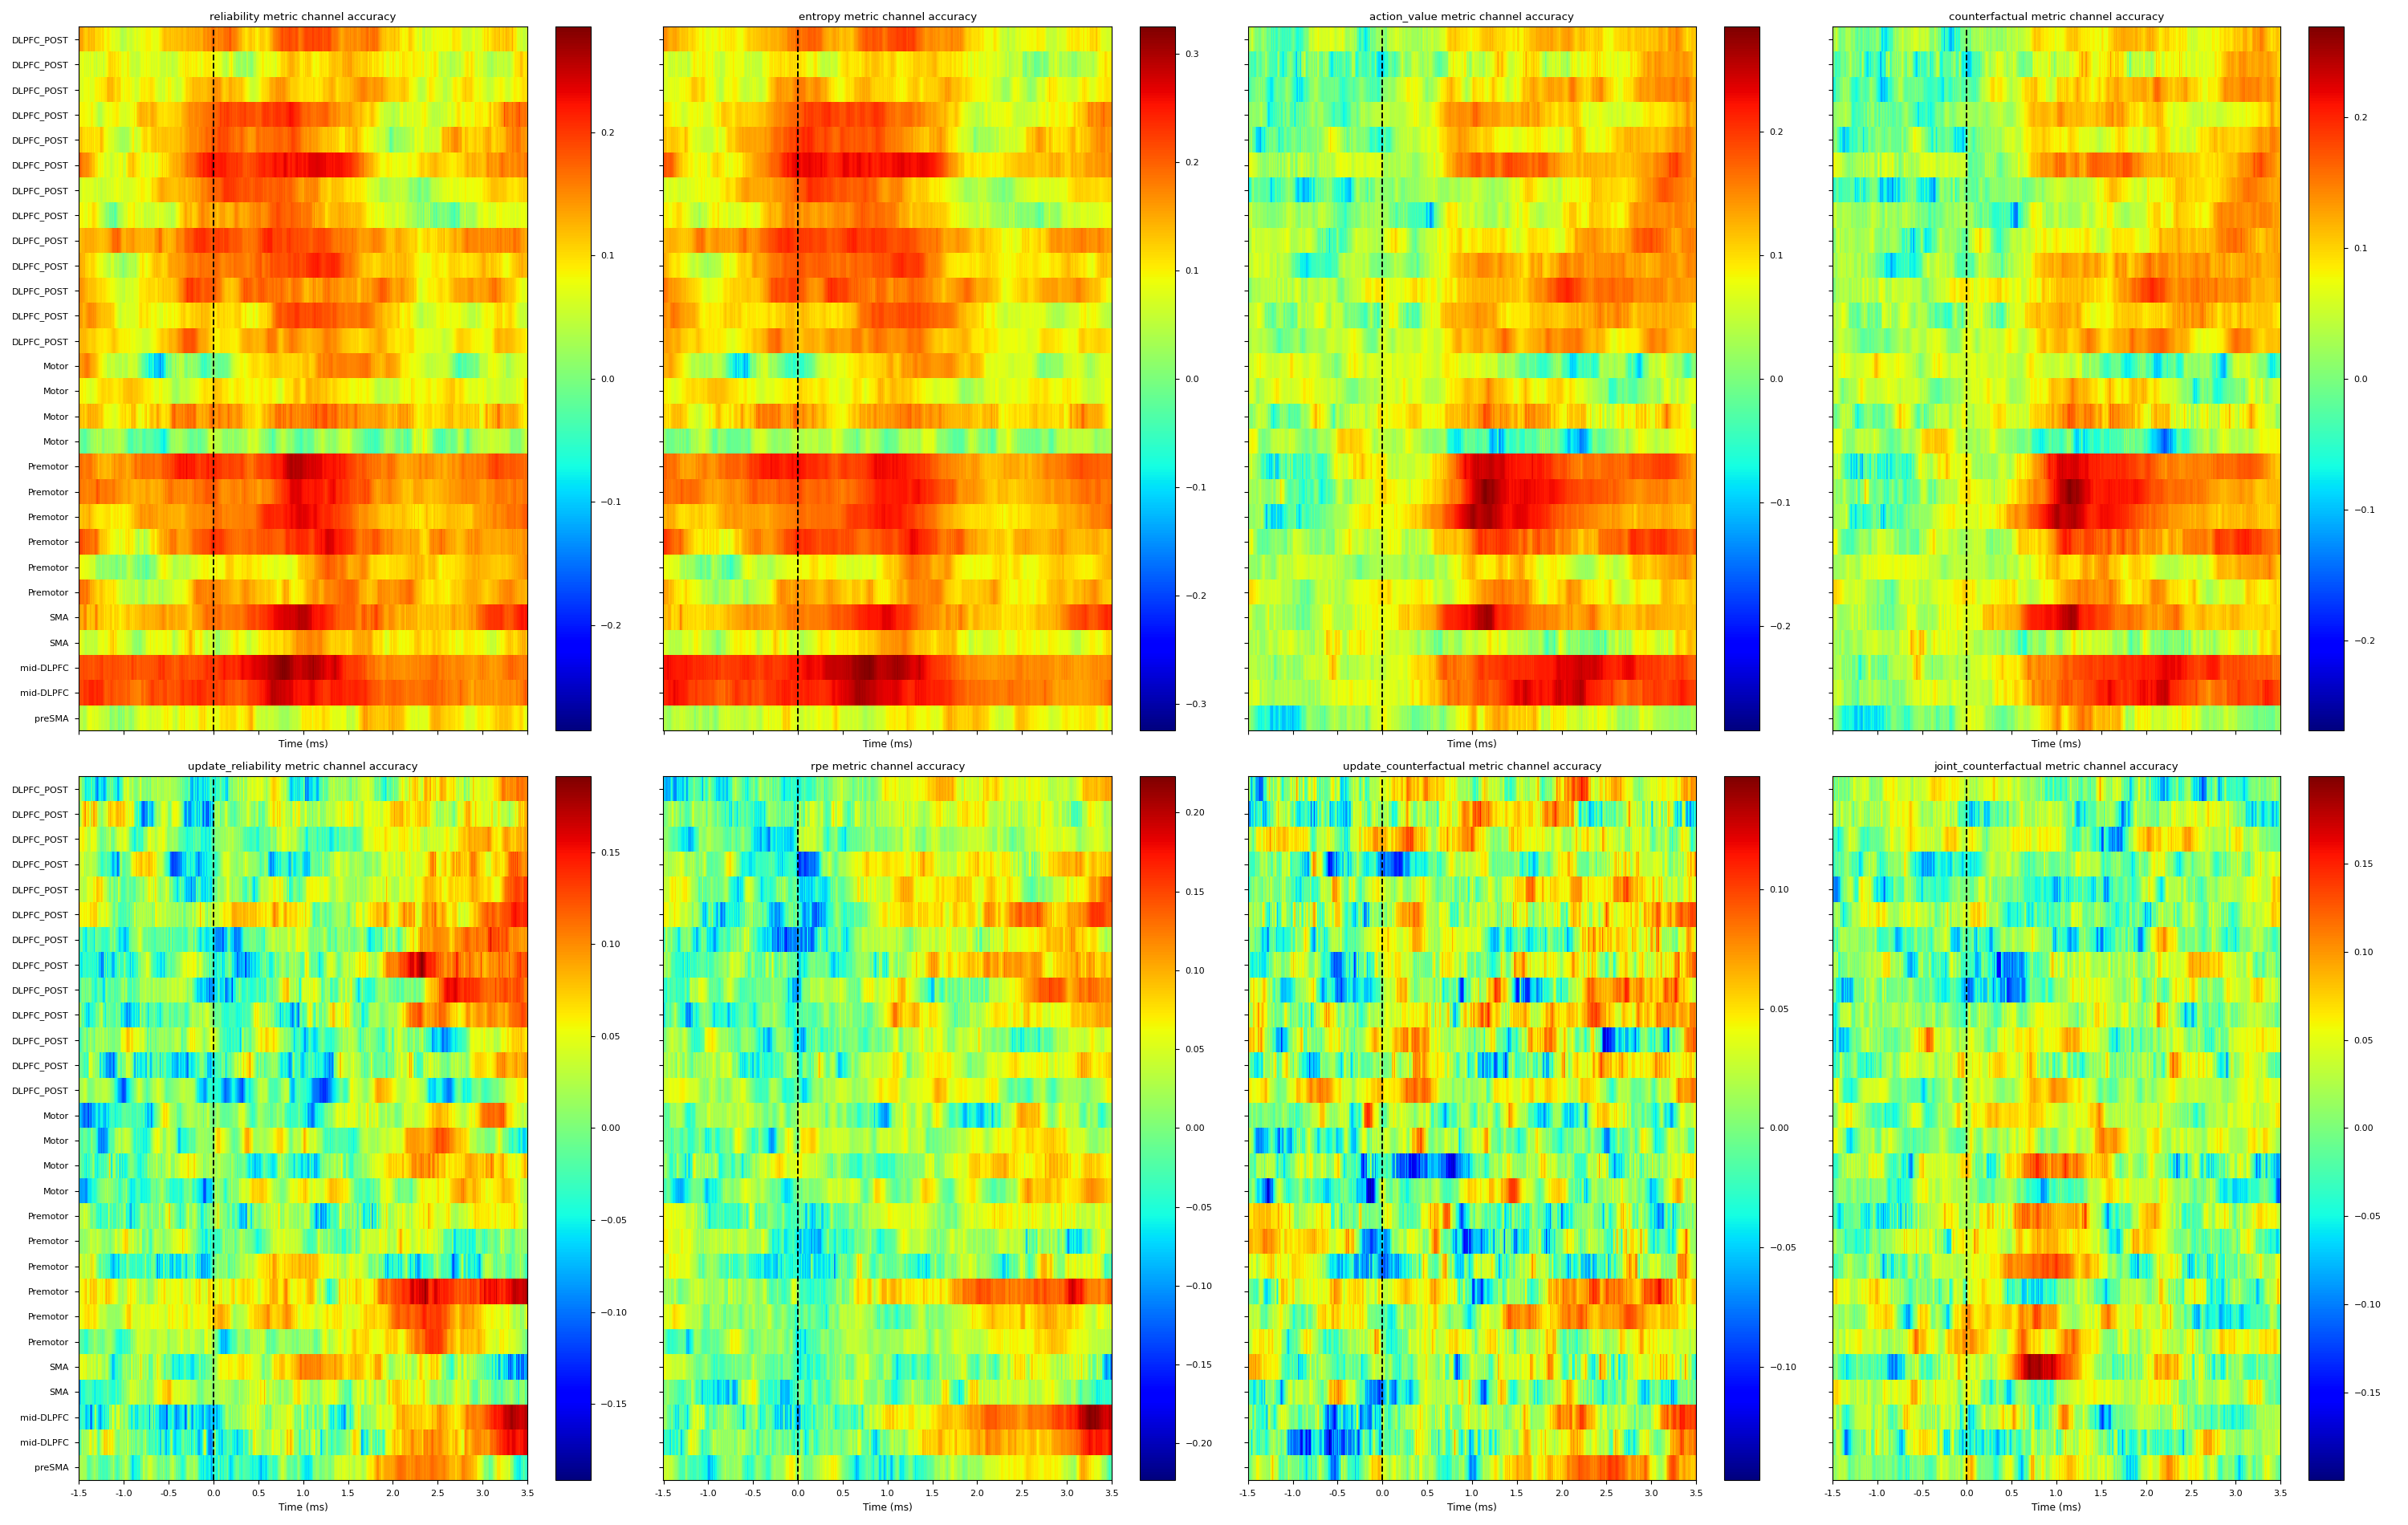 reliability metric channel accuracy
entropy metric channel accuracy
action_value metric channel accuracy
counterfactual metric channel accuracy
DLPFC_POST
DLPFC_POST
DLPFC_POST
DLPFC_POST
DLPFC_POST
DLPFC_POST
DLPFC_POST
DLPFC_POST
DLPFC_POST
DLPFC_POST
DLPFC_POST
DLPFC_POST
DLPFC_POST
Motor
Motor
Motor
Motor
Premotor
Premotor
Premotor
Premotor
Premotor
Premotor
SMA
SMA
mid-DLPFC
mid-DLPFC
preSMA
0.2
0.1
0.0
−0.1
−0.2
0.3
0.2
0.1
0.0
−0.1
−0.2
−0.3
0.2
0.1
0.0
−0.1
−0.2
0.2
0.1
0.0
−0.1
−0.2
Time (ms)
Time (ms)
Time (ms)
Time (ms)
update_reliability metric channel accuracy
rpe metric channel accuracy
update_counterfactual metric channel accuracy
joint_counterfactual metric channel accuracy
DLPFC_POST
DLPFC_POST
DLPFC_POST
DLPFC_POST
DLPFC_POST
DLPFC_POST
DLPFC_POST
DLPFC_POST
DLPFC_POST
DLPFC_POST
DLPFC_POST
DLPFC_POST
DLPFC_POST
Motor
Motor
Motor
Motor
Premotor
Premotor
Premotor
Premotor
Premotor
Premotor
SMA
SMA
mid-DLPFC
mid-DLPFC
preSMA
0.15
0.10
0.05
0.00
−0.05
−0.10
−0.15
0.20
0.15
0.10
0.05
0.00
−0.05
−0.10
−0.15
−0.20
0.10
0.05
0.00
−0.05
−0.10
0.15
0.10
0.05
0.00
−0.05
−0.10
−0.15
-1.5 -1.0 -0.5 0.0 0.5 1.0 1.5 2.0 2.5 3.0 3.5
-1.5 -1.0 -0.5 0.0 0.5 1.0 1.5 2.0 2.5 3.0 3.5
-1.5 -1.0 -0.5 0.0 0.5 1.0 1.5 2.0 2.5 3.0 3.5
-1.5 -1.0 -0.5 0.0 0.5 1.0 1.5 2.0 2.5 3.0 3.5
Time (ms)
Time (ms)
Time (ms)
Time (ms)